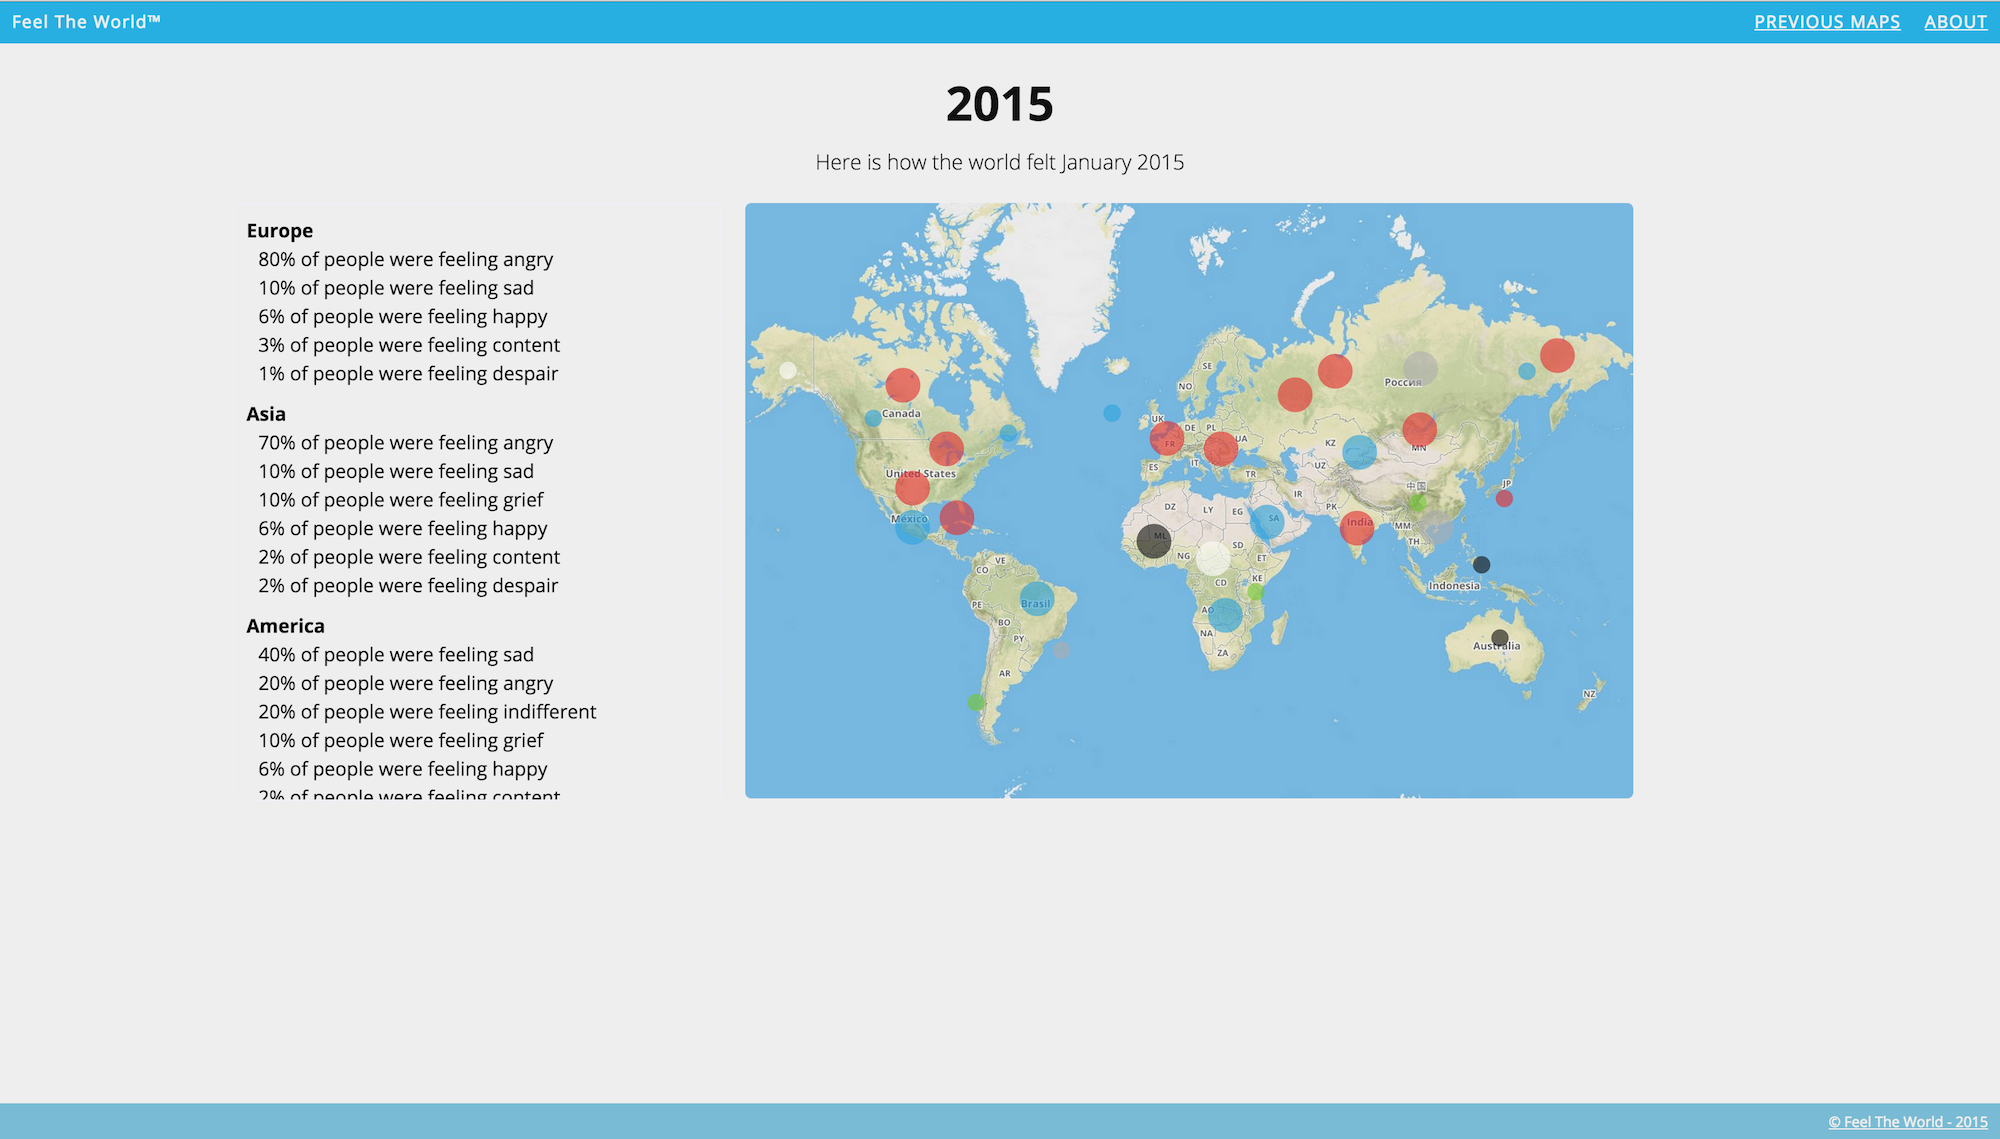 Feel The World™
PREVIOUS MAPS ABOUT
2015
Here is how the world felt January 2015
Europe
80% of people were feeling angry
10% of people were feeling sad
6% of people were feeling happy
3% of people were feeling content
1% of people were feeling despair
Asia
70% of people were feeling angry
10% of people were feeling sad
10% of people were feeling grief
6% of people were feeling happy
2% of people were feeling content
2% of people were feeling despair
America
40% of people were feeling sad
20% of people were feeling angry
20% of people were feeling indifferent
10% of people were feeling grief
6% of people were feeling happy
2% of people were feeling content
SE
NO
Россия
Canada
UK
DE
PL
UA
FR
KZ
MN
ES
IT
TR
UZ
United States
中国
JP
IR
PK
DZ
LY
EG
SA
México
India
MM
TH
ML
NG
SD
ET
VE
CO
CD
KE
Indonesia
PE
Brasil
AO
BO
NA
PY
ZA
Australia
AR
NZ
© Feel The World - 2015